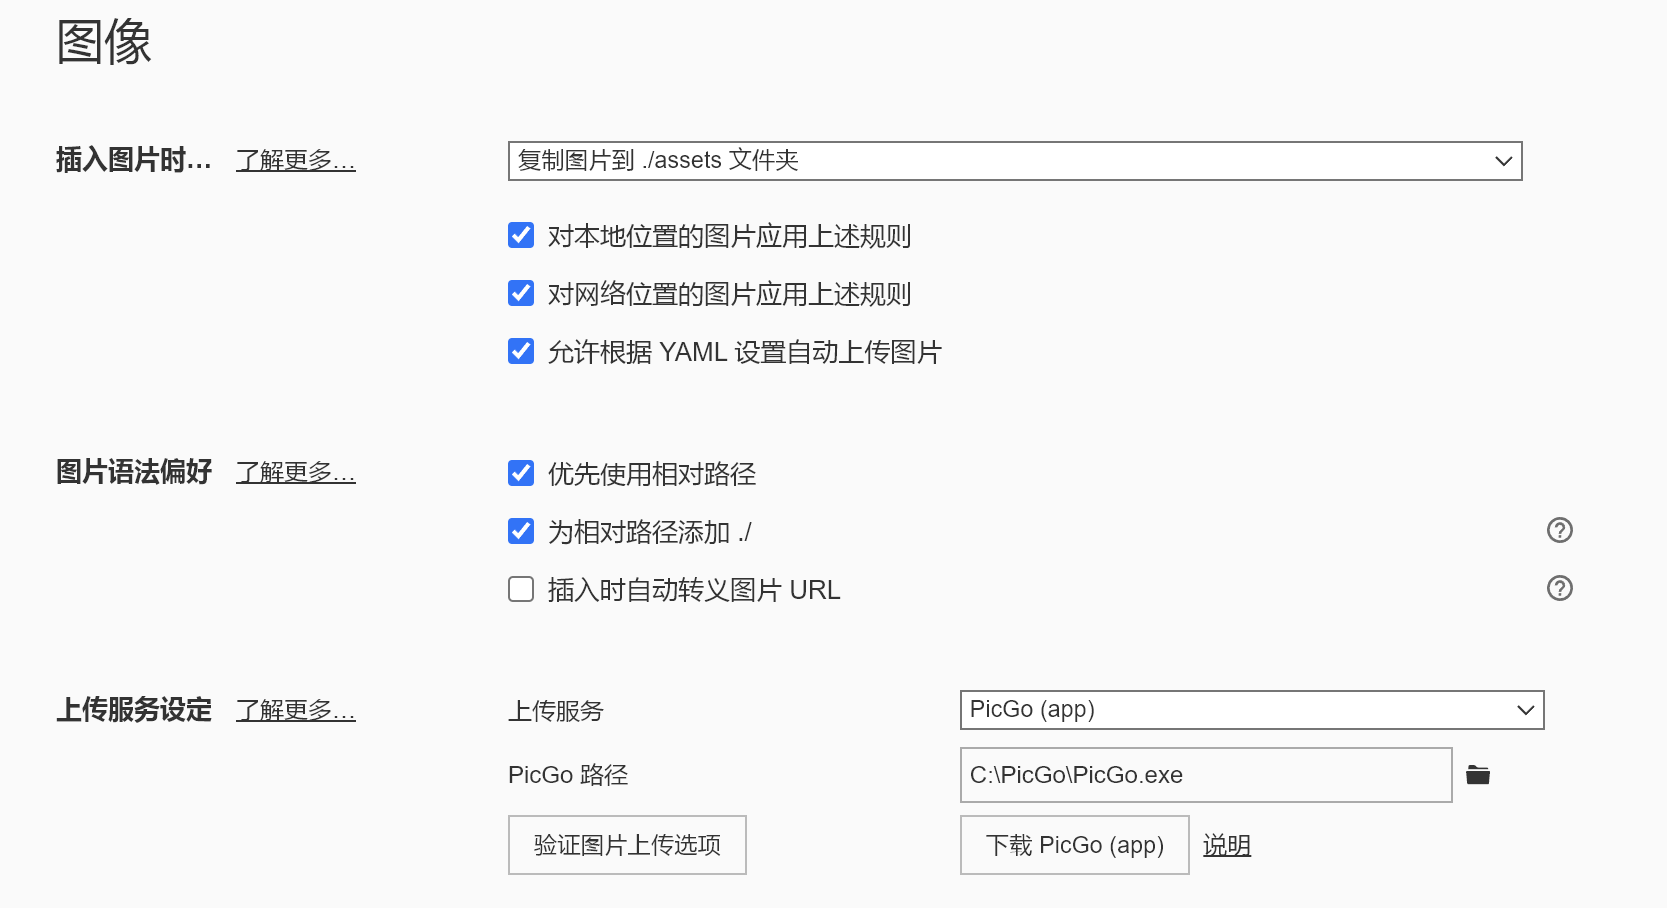 图像
插入图片时... 了解更多... 复制图片到 ./assets 文件夹
对本地位置的图片应用上述规则
对网络位置的图片应用上述规则
允许根据 YAML 设置自动上传图片
图片语法偏好 了解更多... 优先使用相对路径
为相对路径添加 ./
插入时自动转义图片 URL
上传服务设定 了解更多... 上传服务 PicGo (app)
PicGo 路径 C:\PicGo\PicGo.exe
验证图片上传选项 下载 PicGo (app) 说明